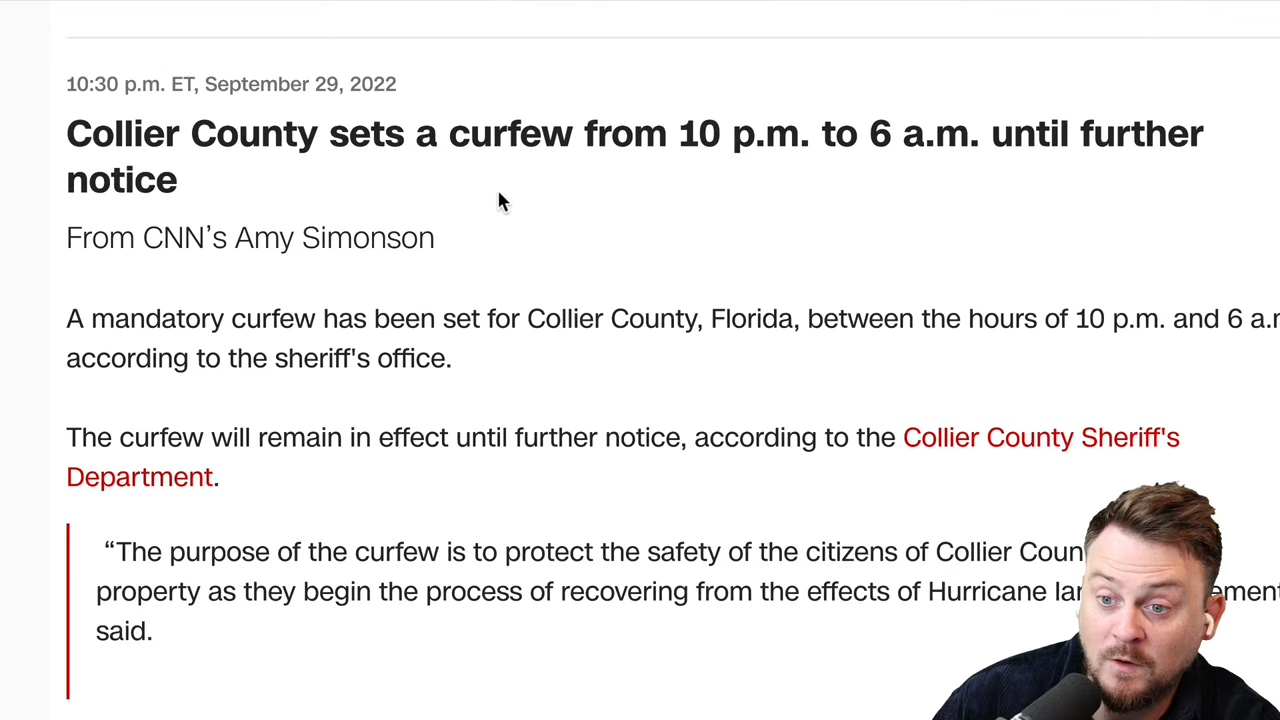 10:30 p.m. ET, September 29, 2022
Collier County sets a curfew from 10 p.m. to 6 a.m. until further
notice
From CNN’s Amy Simonson
A mandatory curfew has been set for Collier County, Florida, between the hours of 10 p.m. and 6 a.
according to the sheriff's office.
The curfew will remain in effect until further notice, according to the Collier County Sheriff's
Department.
“The purpose of the curfew is to protect the safety of the citizens of Collier Coun
property as they begin the process of recovering from the effects of Hurricane Ian
said.